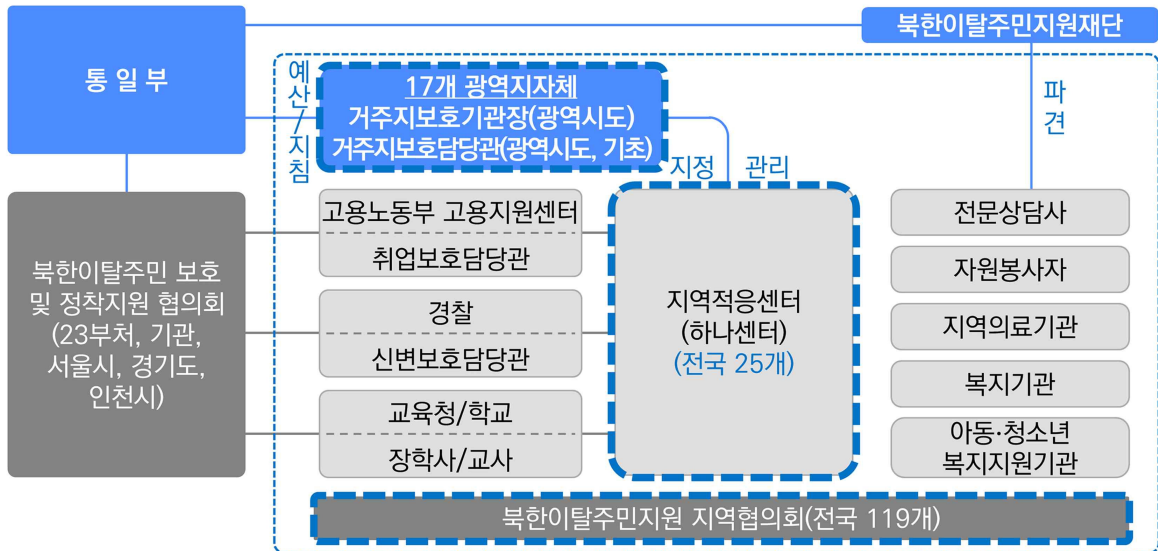 북한이탈주민지원재단
통일부
예산/지침
17개 광역지자체
거주지보호기관장(광역시도)
거주지보호담당관(광역시도, 기초)
파견
지정 관리
북한이탈주민 보호
및 정착지원 협의회
(23부처, 기관,
서울시, 경기도,
인천시)
고용노동부 고용지원센터
취업보호담당관
경찰
신변보호담당관
교육청/학교
장학사/교사
지역적응센터
(하나센터)
(전국 25개)
전문상담사
자원봉사자
지역의료기관
복지기관
아동·청소년
복지지원기관
북한이탈주민지원 지역협의회(전국 119개)